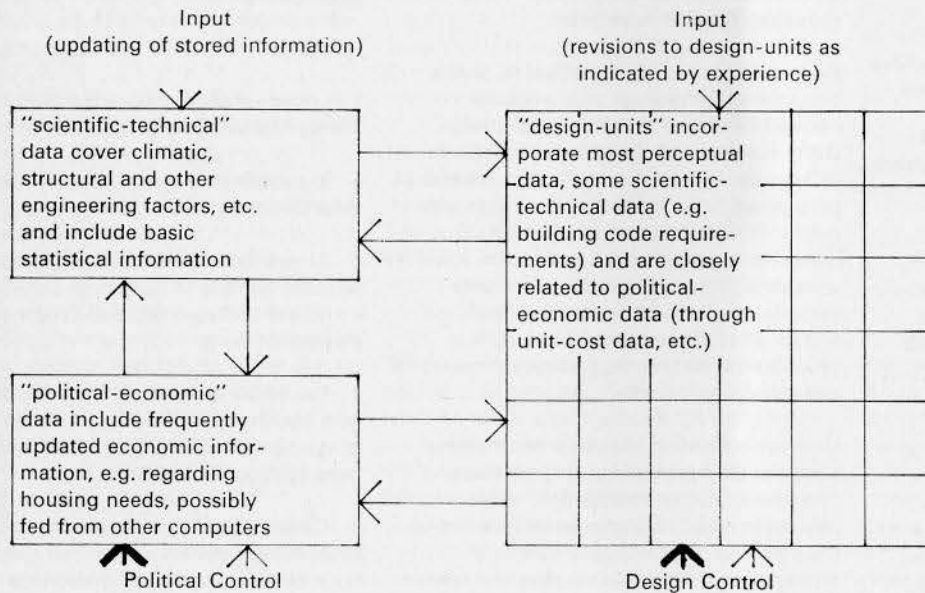 Input
(updating of stored information)
Input
(revisions to design-units as
indicated by experience)
"scientific-technical"
data cover climatic,
structural and other
engineering factors, etc.
and include basic
statistical information
"design-units" incor-
porate most perceptual
data, some scientific-
technical data (e.g.
building code require-
ments) and are closely
related to political-
economic data (through
unit-cost data, etc.)
"political-economic"
data include frequently
updated economic infor-
mation, e.g. regarding
housing needs, possibly
fed from other computers
Political Control
Design Control